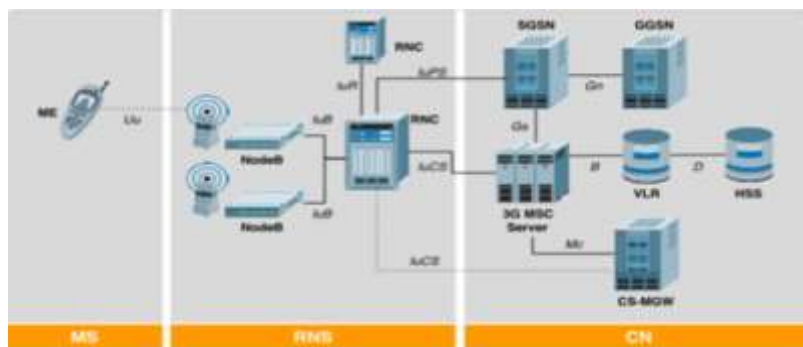 SGSN
GGSN
RNC
IuPS
Gn
IuR
ME
Uu
IuB
RNC
Gs
NodeB
IuCS
B
D
VLR
HSS
3G MSC
Server
IuB
NodeB
Mc
IuCS
CS-MGW
MS
RNS
CN